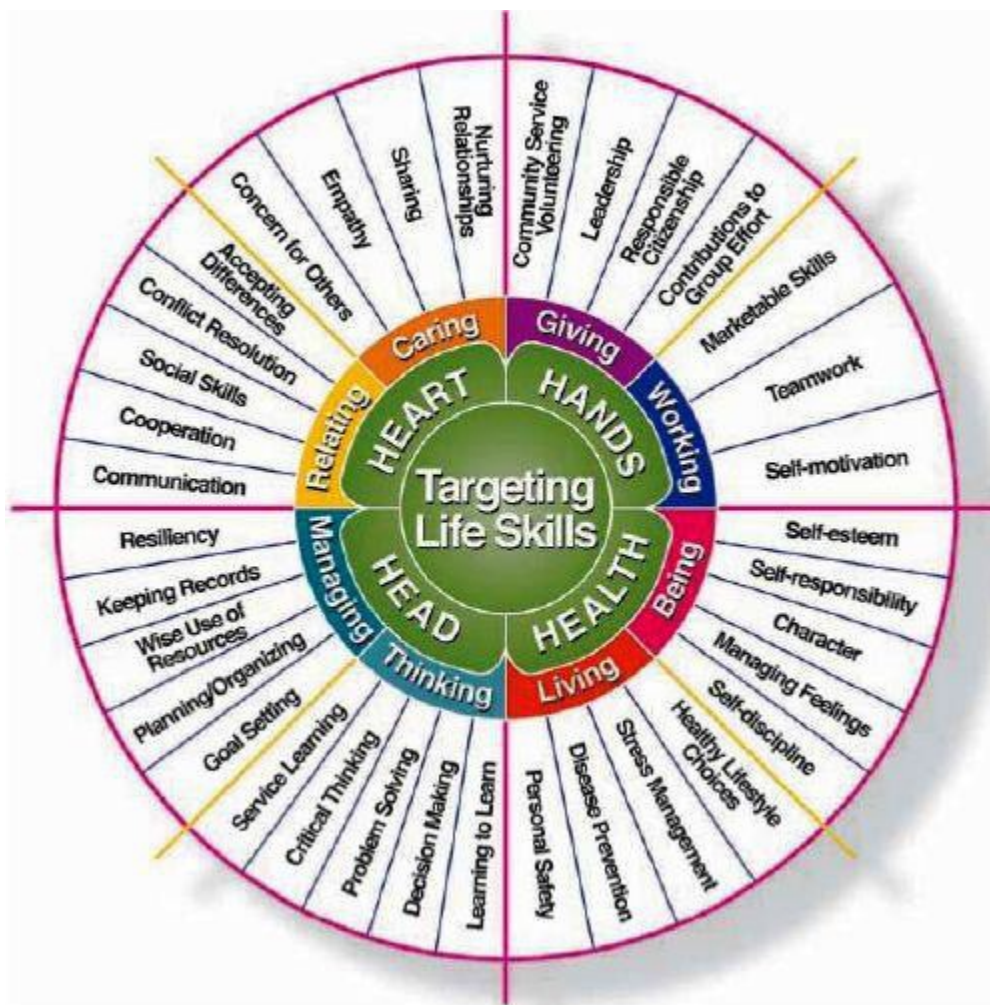 Targeting
Life Skills
HEART
HANDS
HEALTH
HEAD
Caring
Giving
Working
Being
Living
Thinking
Managing
Relating
Nurturing
Relationships
Sharing
Empathy
Concern for Others
Community Service
Volunteering
Leadership
Responsible
Citizenship
Contributions to
Group Effort
Marketable Skills
Teamwork
Self-motivation
Self-esteem
Self-responsibility
Character
Managing Feelings
Self-discipline
Healthy Lifestyle
Choices
Stress Management
Disease Prevention
Personal Safety
Learning to Learn
Decision Making
Problem Solving
Critical Thinking
Service Learning
Goal Setting
Planning/Organizing
Wise Use of
Resources
Keeping Records
Resiliency
Communication
Cooperation
Social Skills
Conflict Resolution
Accepting
Differences